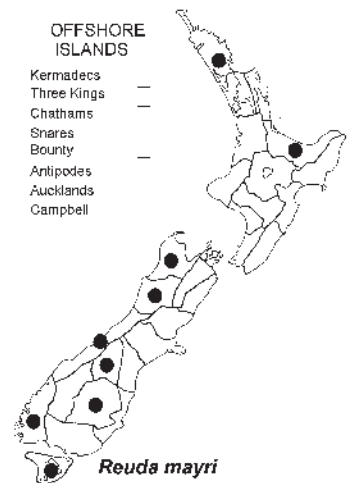 OFFSHORE
ISLANDS
Kermadecs
Three Kings
Chathams
Snares
Bounty
Antipodes
Aucklands
Campbell
Reuda mayri